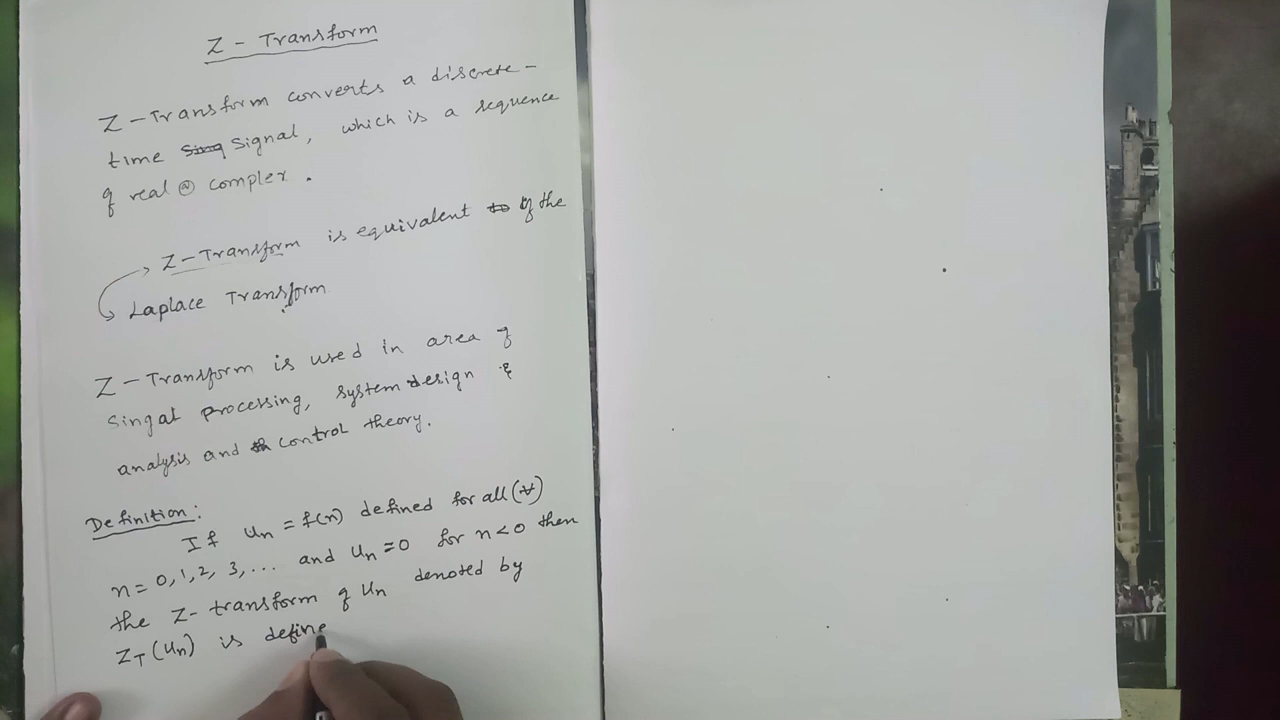 Z - Transform
Z - Transform converts a discrete -
time Sinq Signal, which is a sequence
of real @ complex .
Z - Transform is equivalent to of the
Laplace Transform
Z - Transform is used in area of
Singal processing, system design &
analysis and th control theory.
Definition:
If Un = f(n) defined for all (∀)
n = 0, 1, 2, 3, ... and Un = 0 for n < 0 then
the Z- transform of Un denoted by
ZT (Un) is define